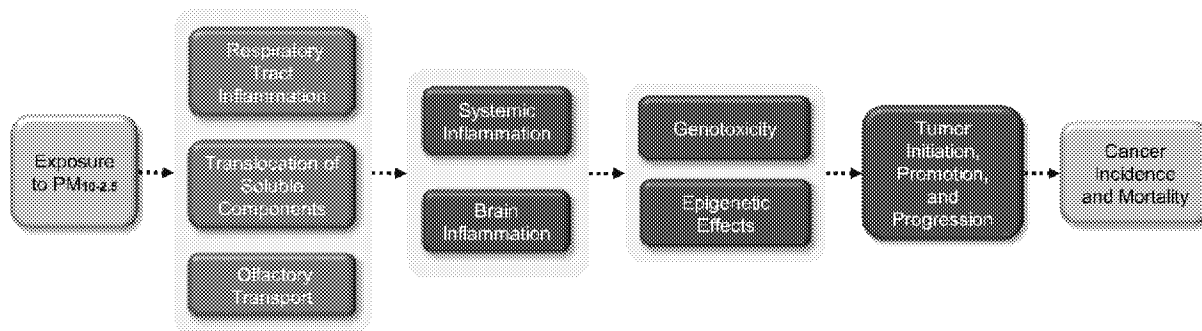 Exposure
to PM10-2.5
Respiratory
Tract
Inflammation
Translocation of
Soluble
Components
Olfactory
Transport
Systemic
Inflammation
Brain
Inflammation
Genotoxicity
Epigenetic
Effects
Tumor
Initiation,
Promotion,
and
Progression
Cancer
Incidence
and Mortality